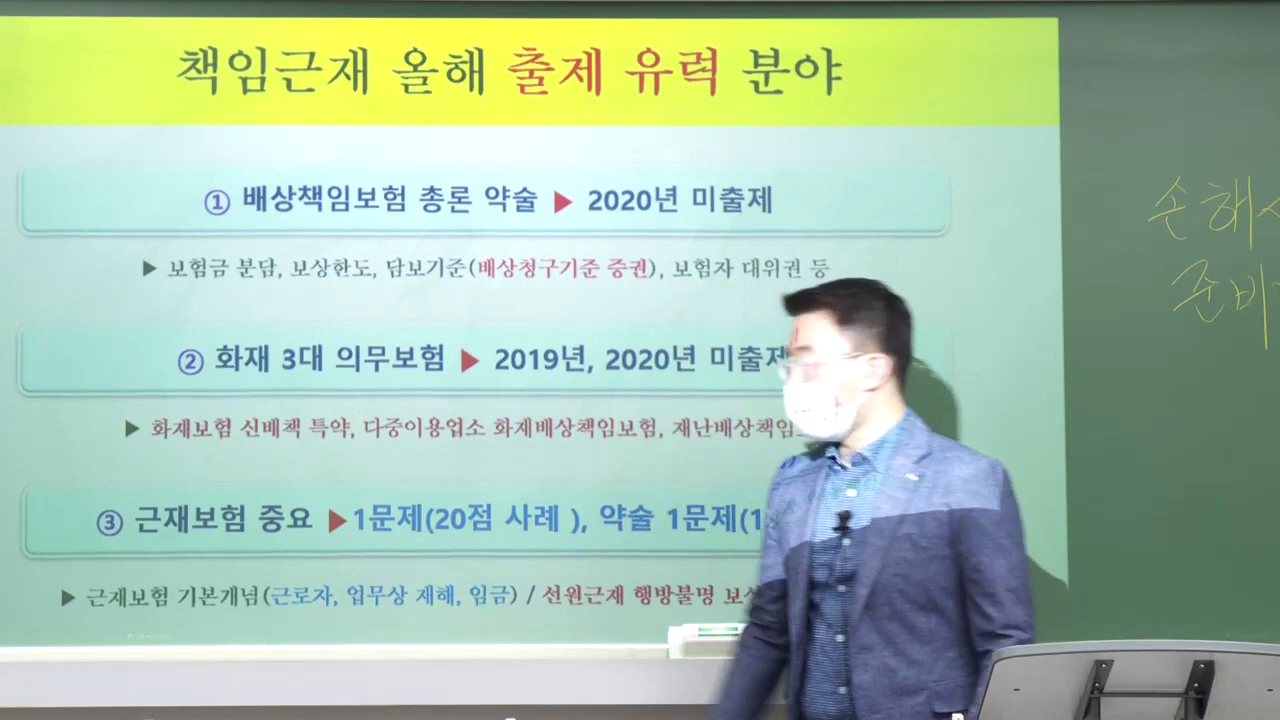 책임근재 올해 출제 유력 분야
① 배상책임보험 총론 약술 ▶ 2020년 미출제
▶ 보험금 분담, 보상한도, 담보기준(배상청구기준 증권), 보험자 대위권 등
② 화재 3대 의무보험 ▶ 2019년, 2020년 미출제
▶ 화재보험 신배책 특약, 다중이용업소 화재배상책임보험, 재난배상책임
③ 근재보험 중요 ▶1문제(20점 사례 ), 약술 1문제(1
▶ 근재보험 기본개념(근로자, 업무상 재해, 임금) / 선원근재 행방불명 보상
손해사
준비